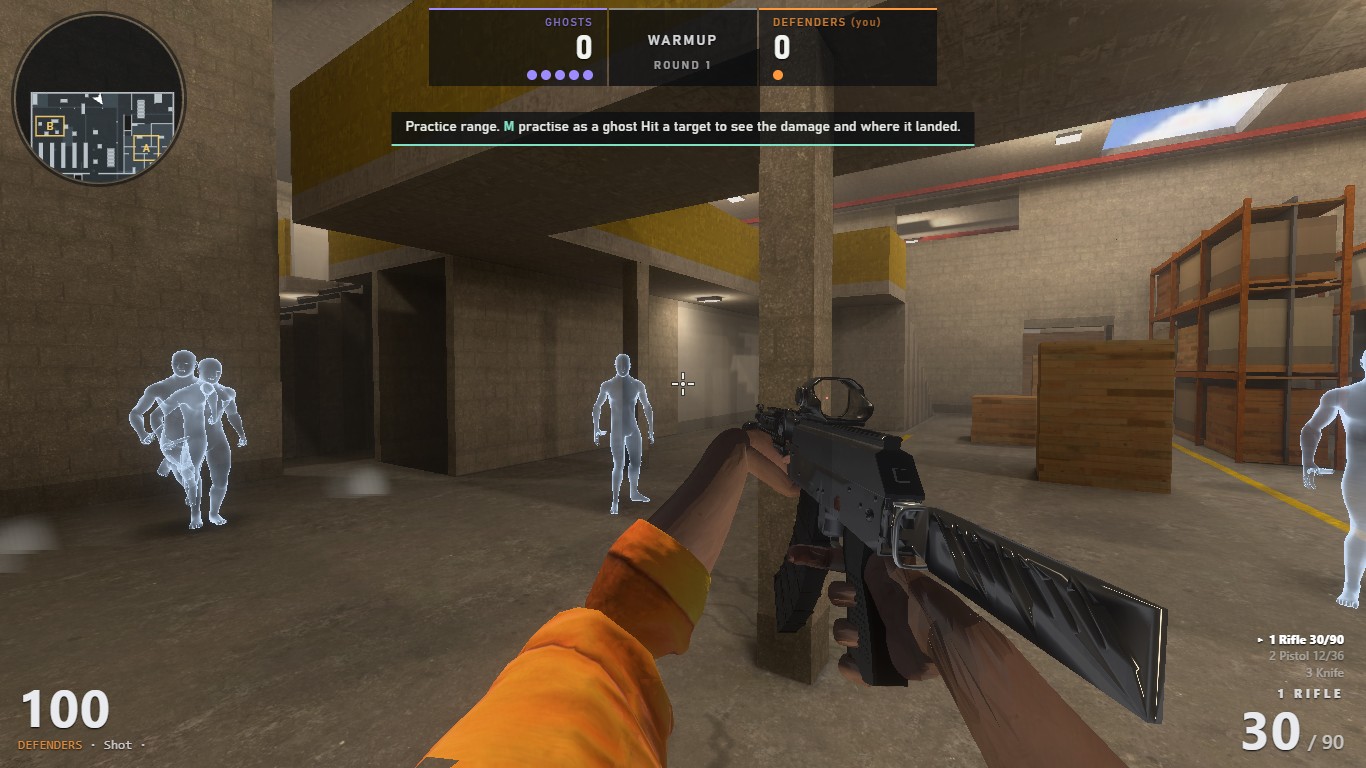 GHOSTS
0
WARMUP
ROUND 1
DEFENDERS (you)
0
B
A
Practice range. M practise as a ghost Hit a target to see the damage and where it landed.
▸ 1 Rifle 30/90
2 Pistol 12/36
3 Knife
1 RIFLE
30 / 90
100
DEFENDERS · Shot ·